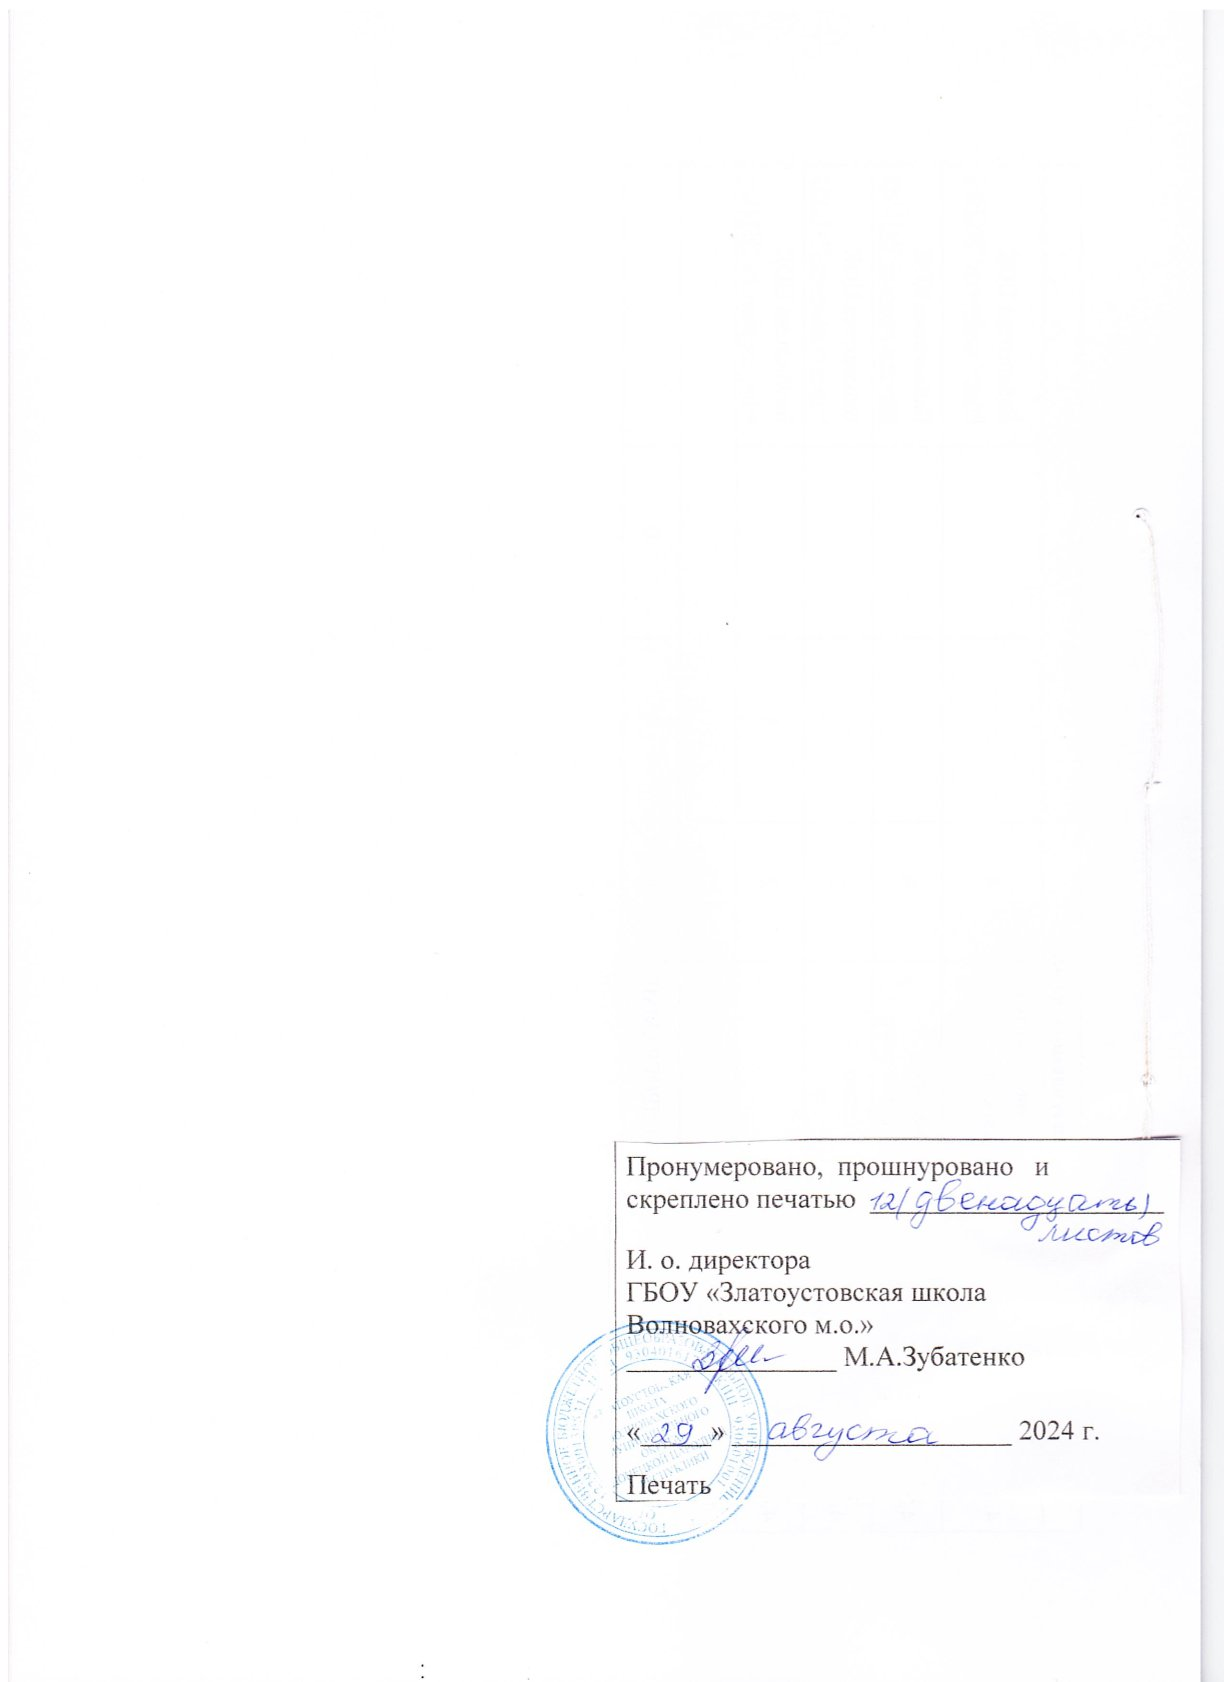 Пронумеровано, прошнуровано и
скреплено печатью 12(двенадцать)
листов
И. о. директора
ГБОУ «Златоустовская школа
Волновахского м.о.»
М.А.Зубатенко
«29» августа 2024 г.
Печать